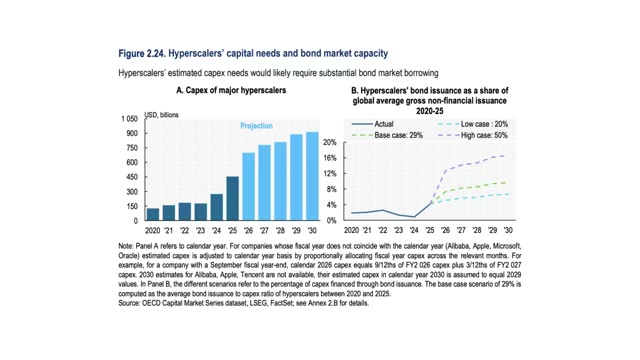 Figure 2.24. Hyperscalers' capital needs and bond market capacity
Hyperscalers' estimated capex needs would likely require substantial bond market borrowing
A. Capex of major hyperscalers
USD, billions
Projection
1 050
900
750
600
450
300
150
0
2020 '21 '22 '23 '24 '25 '26 '27 '28 '29 '30
B. Hyperscalers' bond issuance as a share of
global average gross non-financial issuance
2020-25
Actual
Low case : 20%
Base case: 29%
High case: 50%
20%
16%
12%
8%
4%
0%
2020 '21 '22 '23 '24 '25 '26 '27 '28 '29 '30
Note: Panel A refers to calendar year. For companies whose fiscal year does not coincide with the calendar year (Alibaba, Apple, Microsoft,
Oracle) estimated capex is adjusted to calendar year basis by proportionally allocating fiscal year capex across the relevant months. For
example, for a company with a September fiscal year-end, calendar 2026 capex equals 9/12ths of FY2 026 capex plus 3/12ths of FY2 027
capex. 2030 estimates for Alibaba, Apple, Tencent are not available, their estimated capex in calendar year 2030 is assumed to equal 2029
values. In Panel B, the different scenarios refer to the percentage of capex financed through bond issuance. The base case scenario of 29% is
computed as the average bond issuance to capex ratio of hyperscalers between 2020 and 2025.
Source: OECD Capital Market Series dataset, LSEG, FactSet; see Annex 2.B for details.